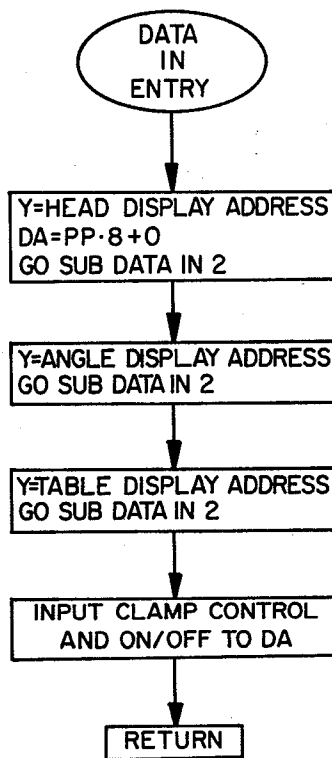 DATA
IN
ENTRY
Y=HEAD DISPLAY ADDRESS
DA=PP·8+0
GO SUB DATA IN 2
Y=ANGLE DISPLAY ADDRESS
GO SUB DATA IN 2
Y=TABLE DISPLAY ADDRESS
GO SUB DATA IN 2
INPUT CLAMP CONTROL
AND ON/OFF TO DA
RETURN